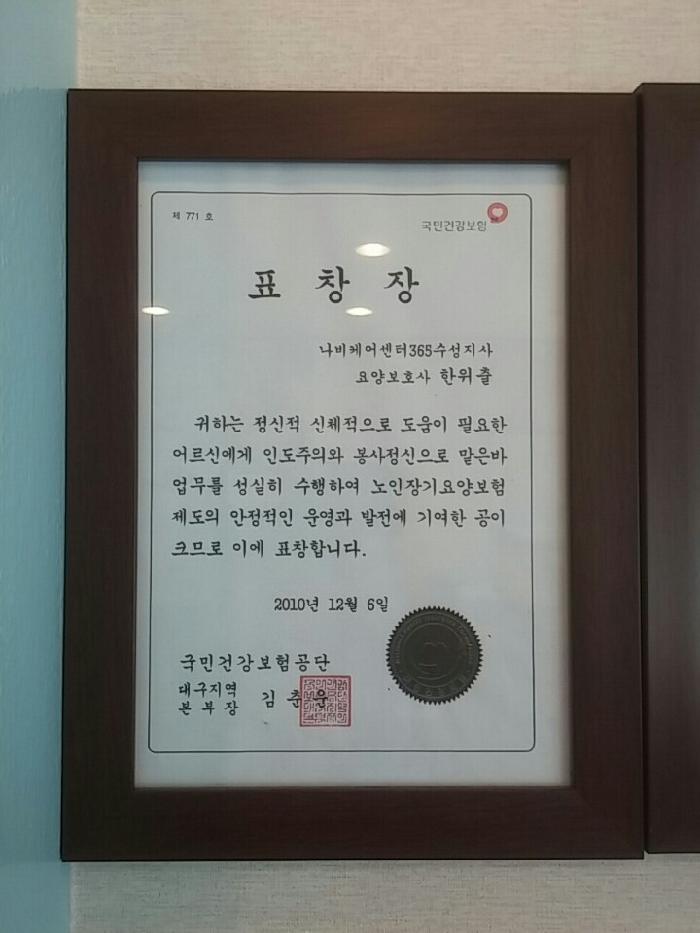 제 771 호
국민건강보험
표 창 장
나비케어센터365수성지사
요양보호사 한위출
귀하는 정신적 신체적으로 도움이 필요한
어르신에게 인도주의와 봉사정신으로 맡은바
업무를 성실히 수행하여 노인장기요양보험
제도의 안정적인 운영과 발전에 기여한 공이
크므로 이에 표창합니다.
2010년 12월 6일
국민건강보험공단
대구지역
본 부 장 김 춘 운